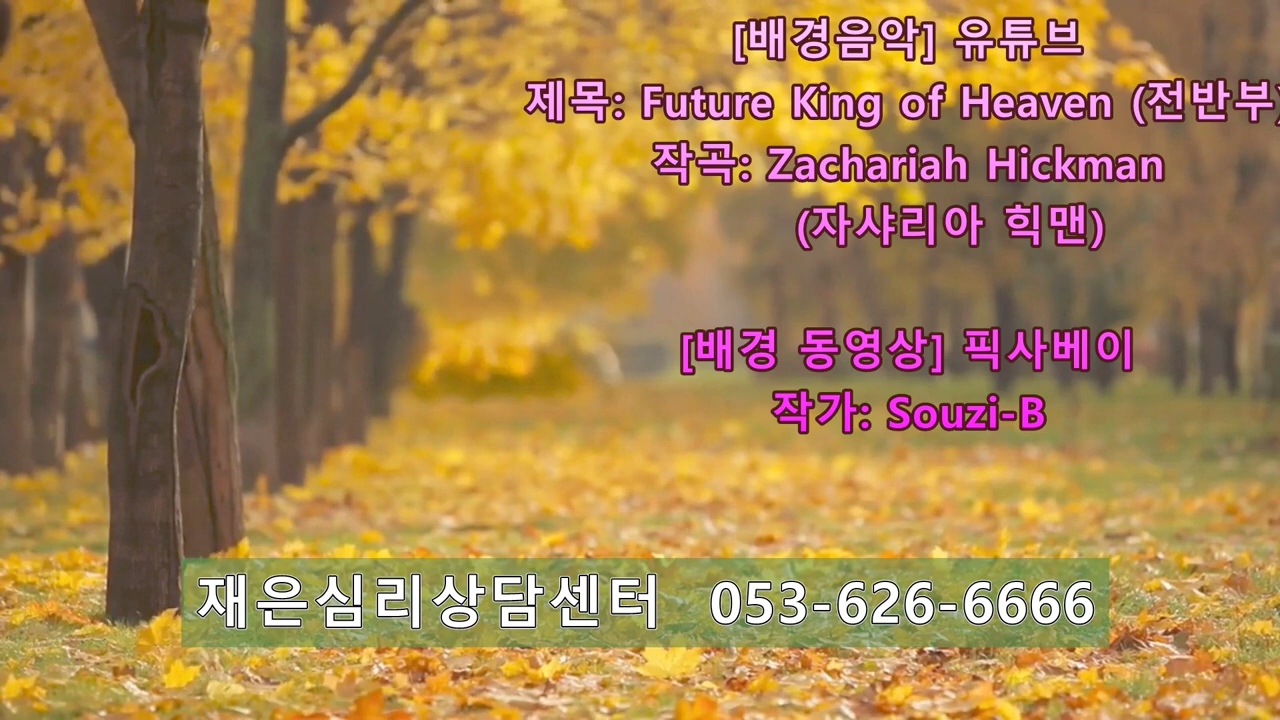 [배경음악] 유튜브
제목: Future King of Heaven (전반부)
작곡: Zachariah Hickman
(자샤리아 힉맨)
[배경 동영상] 픽사베이
작가: Souzi-B
재은심리상담센터 053-626-6666